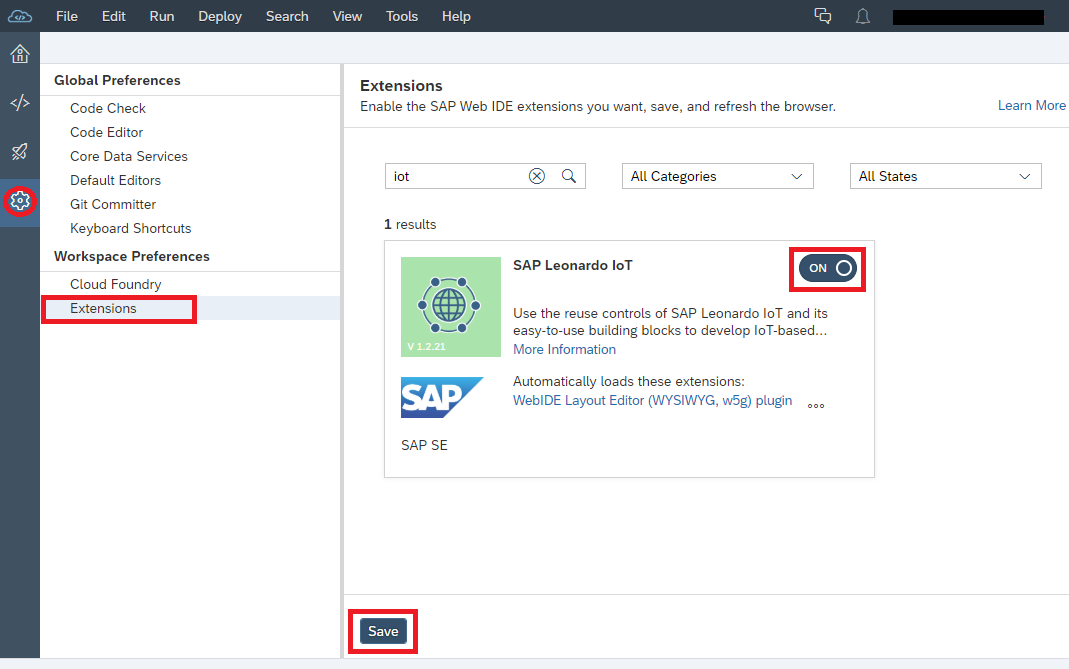 File Edit Run Deploy Search View Tools Help
Global Preferences
Code Check
Code Editor
Core Data Services
Default Editors
Git Committer
Keyboard Shortcuts
Workspace Preferences
Cloud Foundry
Extensions
Extensions
Enable the SAP Web IDE extensions you want, save, and refresh the browser.
Learn More
iot
All Categories
All States
1 results
SAP Leonardo IoT
ON
V 1.2.21
Use the reuse controls of SAP Leonardo IoT and its
easy-to-use building blocks to develop IoT-based...
More Information
SAP
Automatically loads these extensions:
WebIDE Layout Editor (WYSIWYG, w5g) plugin
SAP SE
Save